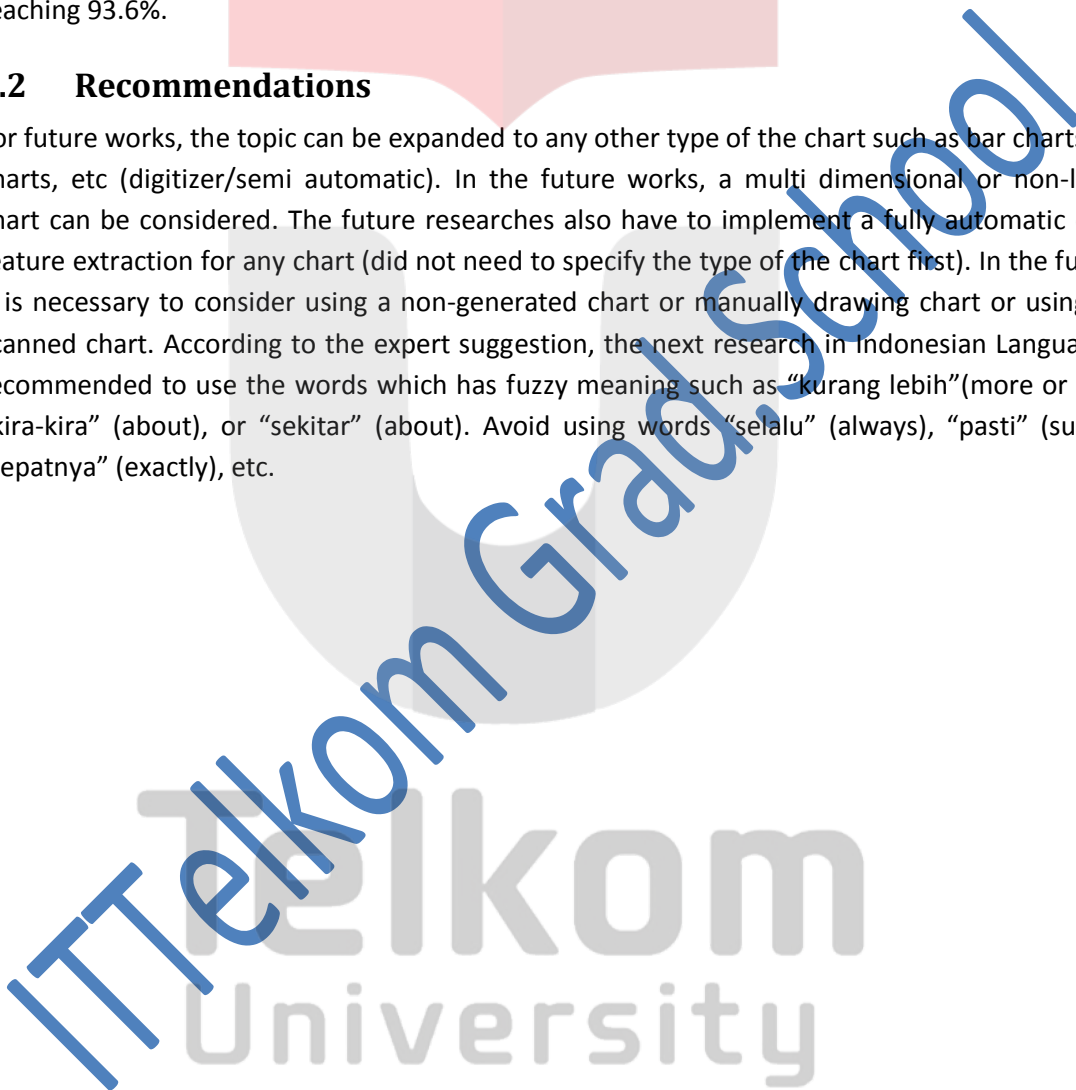 eaching 93.6%.
.2 Recommendations
or future works, the topic can be expanded to any other type of the chart such as bar charts
harts, etc (digitizer/semi automatic). In the future works, a multi dimensional or non-l
hart can be considered. The future researches also have to implement a fully automatic
eature extraction for any chart (did not need to specify the type of the chart first). In the fu
is necessary to consider using a non-generated chart or manually drawing chart or using
canned chart. According to the expert suggestion, the next research in Indonesian Langua
ecommended to use the words which has fuzzy meaning such as “kurang lebih”(more or
kira-kira” (about), or “sekitar” (about). Avoid using words “selalu” (always), “pasti” (su
epatnya” (exactly), etc.
ITTelkom Grad.School
Telkom
University